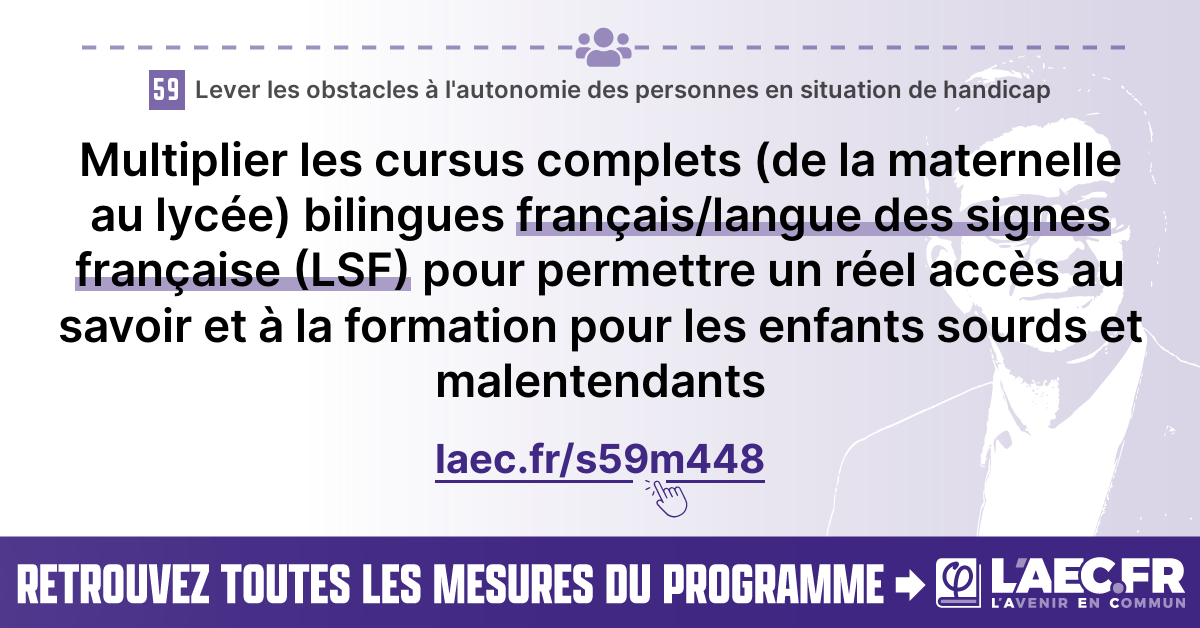 59 Lever les obstacles à l'autonomie des personnes en situation de handicap
Multiplier les cursus complets (de la maternelle
au lycée) bilingues français/langue des signes
française (LSF) pour permettre un réel accès au
savoir et à la formation pour les enfants sourds et
malentendants
laec.fr/s59m448
RETROUVEZ TOUTES LES MESURES DU PROGRAMME
φ L'AEC.FR
L'AVENIR EN COMMUN